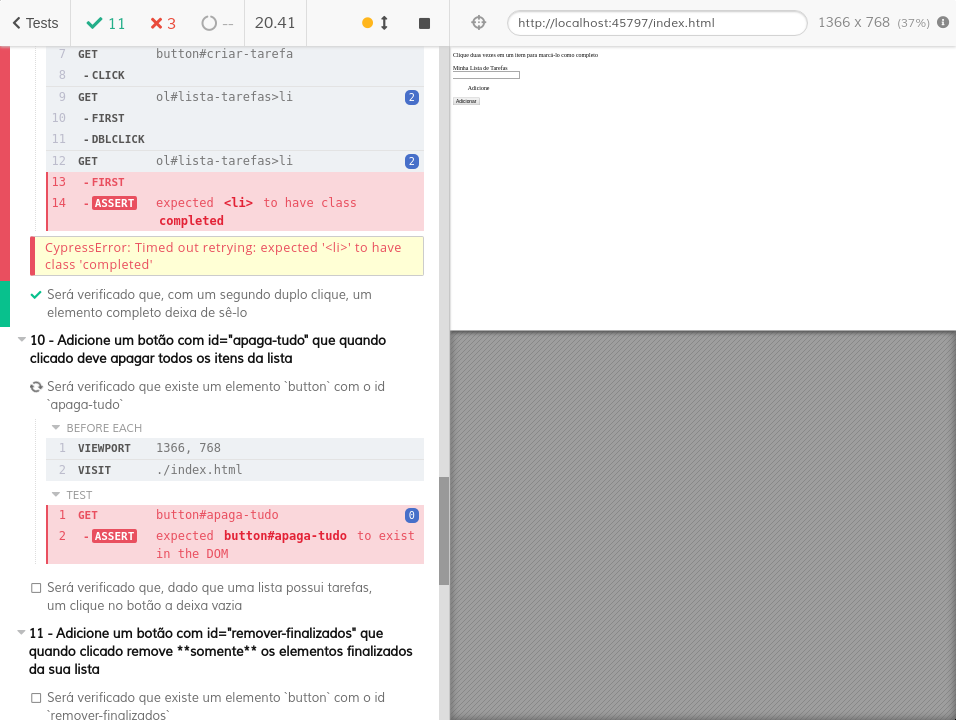 Tests 11 3 -- 20.41 http://localhost:45797/index.html 1366 x 768 (37%)
7 GET button#criar-tarefa
8 -CLICK
9 GET ol#lista-tarefas>li 2
10 -FIRST
11 -DBLCLICK
12 GET ol#lista-tarefas>li 2
13 -FIRST
14 -ASSERT expected <li> to have class
completed
CypressError: Timed out retrying: expected '<li>' to have
class 'completed'
Será verificado que, com um segundo duplo clique, um
elemento completo deixa de sê-lo
10 - Adicione um botão com id="apaga-tudo" que quando
clicado deve apagar todos os itens da lista
Será verificado que existe um elemento `button` com o id
`apaga-tudo`
BEFORE EACH
1 VIEWPORT 1366, 768
2 VISIT ./index.html
TEST
1 GET button#apaga-tudo 0
2 -ASSERT expected button#apaga-tudo to exist
in the DOM
Será verificado que, dado que uma lista possui tarefas,
um clique no botão a deixa vazia
11 - Adicione um botão com id="remover-finalizados" que
quando clicado remove **somente** os elementos finalizados
da sua lista
Será verificado que existe um elemento `button` com o id
`remover-finalizados`
Clique duas vezes em um item para marcá-lo como completo
Minha Lista de Tarefas
Adicione
Adicionar